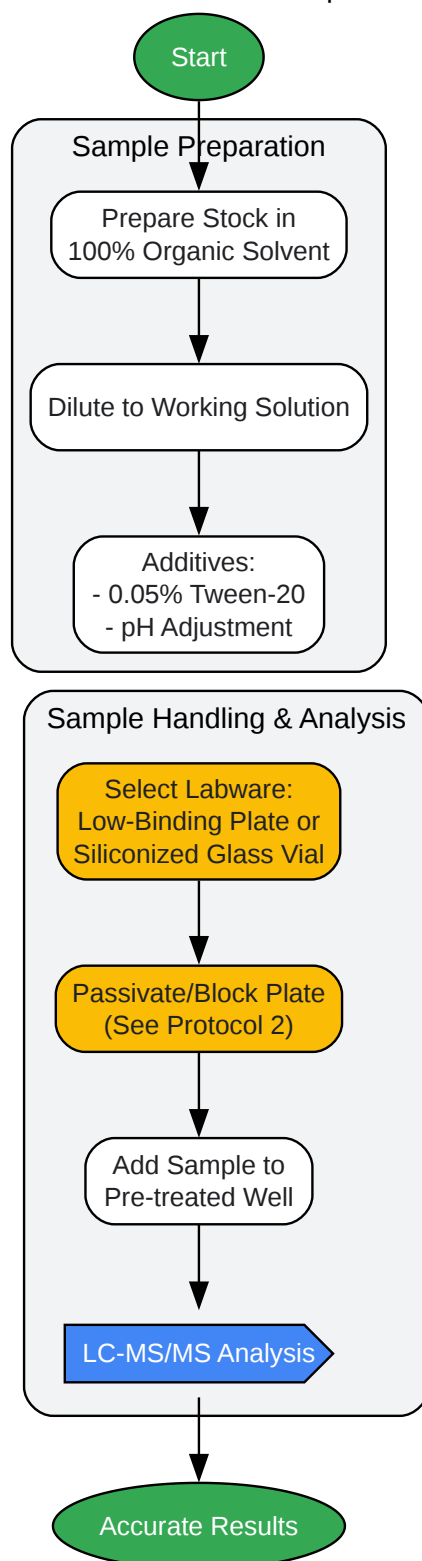 Start
Sample Preparation
Prepare Stock in
100% Organic Solvent
Dilute to Working Solution
Additives:
- 0.05% Tween-20
- pH Adjustment
Sample Handling & Analysis
Select Labware:
Low-Binding Plate or
Siliconized Glass Vial
Passivate/Block Plate
(See Protocol 2)
Add Sample to
Pre-treated Well
LC-MS/MS Analysis
Accurate Results